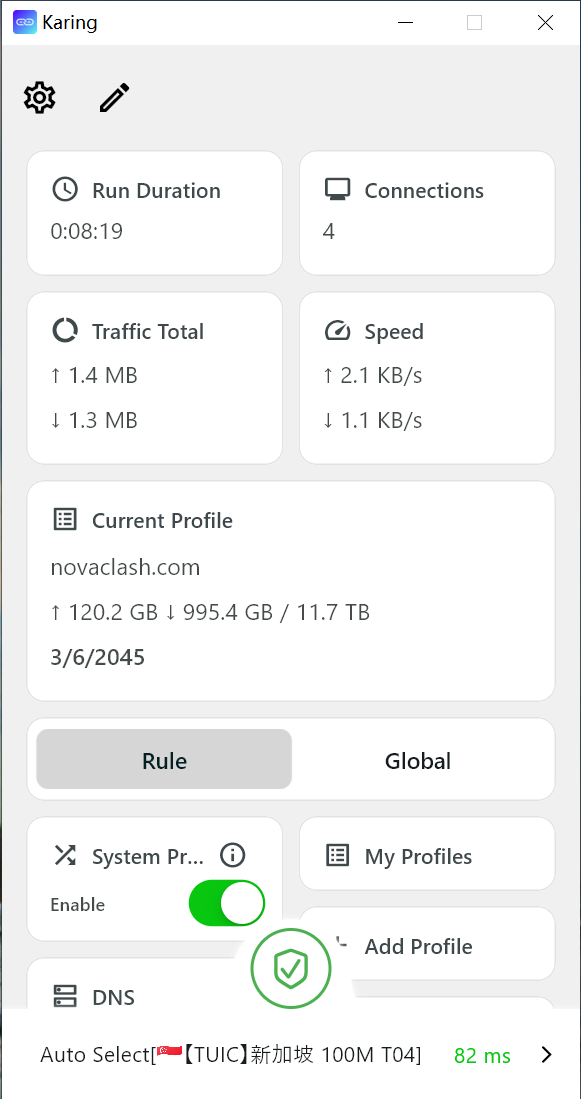 Karing
Run Duration
0:08:19
Connections
4
Traffic Total
↑ 1.4 MB
↓ 1.3 MB
Speed
↑ 2.1 KB/s
↓ 1.1 KB/s
Current Profile
novaclash.com
↑ 120.2 GB ↓ 995.4 GB / 11.7 TB
3/6/2045
Rule
Global
System Pr...
Enable
My Profiles
Add Profile
DNS
Auto Select[🇸🇬【TUIC】新加坡 100M T04]
82 ms